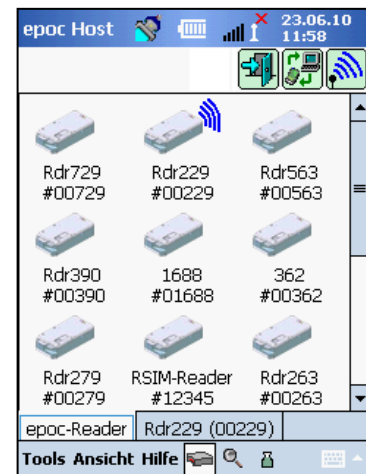 epoc Host 23.06.10
11:58
Rdr729 Rdr229 Rdr563
#00729 #00229 #00563
Rdr390 1688 362
#00390 #01688 #00362
Rdr279 RSIM-Reader Rdr263
#00279 #12345 #00263
epoc-Reader Rdr229 (00229)
Tools Ansicht Hilfe